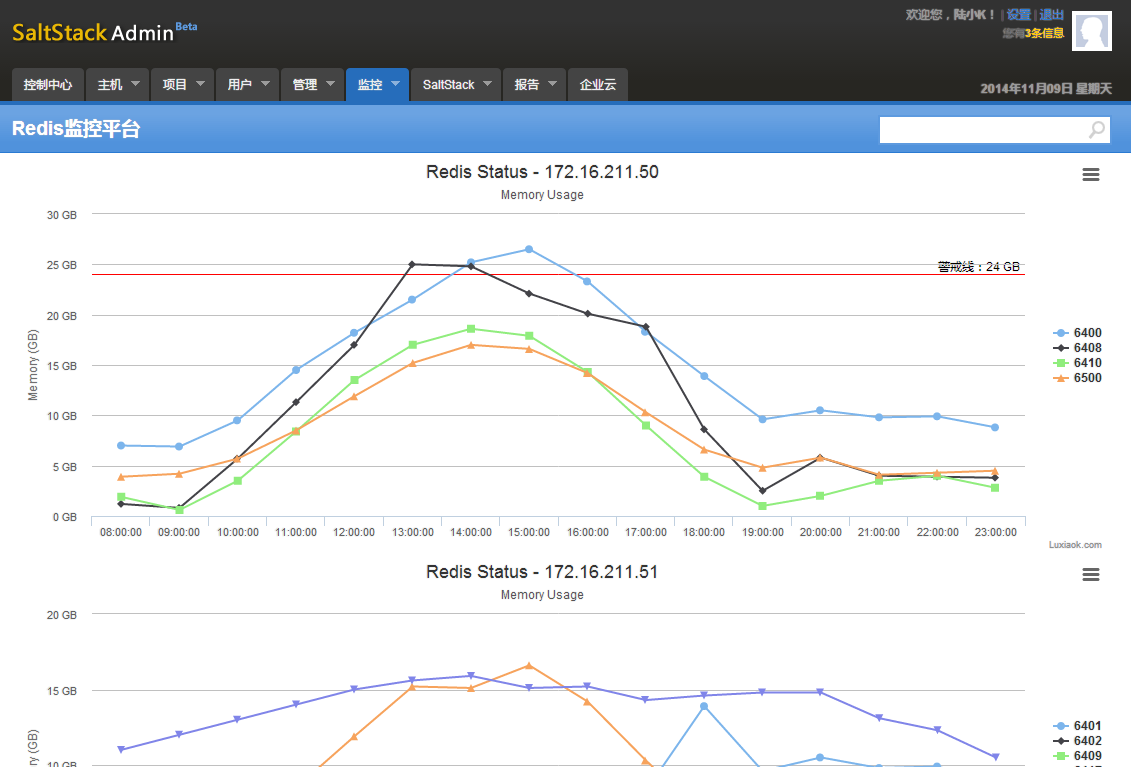 欢迎您，陆小K！ | 设置 | 退出
SaltStack Admin Beta
您有3条信息
控制中心 主机 项目 用户 管理 监控 SaltStack 报告 企业云
2014年11月09日 星期天
Redis监控平台
Redis Status - 172.16.211.50
Memory Usage
30 GB
25 GB
警戒线：24 GB
20 GB
15 GB
10 GB
5 GB
0 GB
Memory (GB)
6400
6408
6410
6500
08:00:00 09:00:00 10:00:00 11:00:00 12:00:00 13:00:00 14:00:00 15:00:00 16:00:00 17:00:00 18:00:00 19:00:00 20:00:00 21:00:00 22:00:00 23:00:00
Luxiaok.com
Redis Status - 172.16.211.51
Memory Usage
20 GB
15 GB
10 GB
ry (GB)
6401
6402
6409